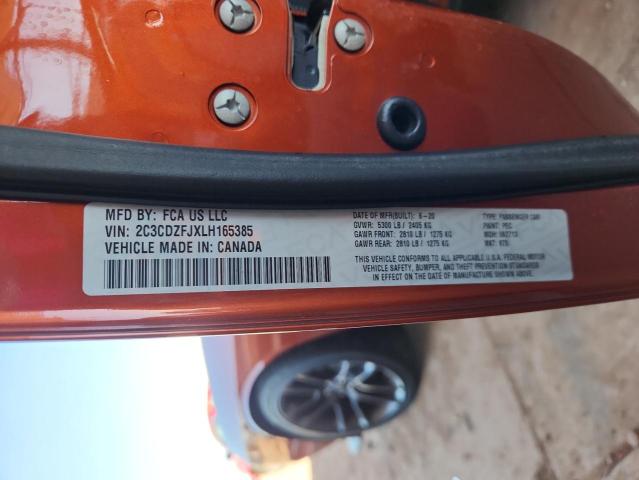 MFD BY: FCA US LLC
VIN: 2C3CDZFJXLH165385
VEHICLE MADE IN: CANADA
DATE OF MFR(BUILT): 6-20
GVWR: 5300 LB / 2405 KG
GAWR FRONT: 2810 LB / 1275 KG
GAWR REAR: 2810 LB / 1275 KG
TYPE: PASSENGER CAR
PAINT: PEC
MDH: 062713
THIS VEHICLE CONFORMS TO ALL APPLICABLE U.S.A. FEDERAL MOTOR
VEHICLE SAFETY, BUMPER, AND THEFT PREVENTION STANDARDS
IN EFFECT ON THE DATE OF MANUFACTURE SHOWN ABOVE.